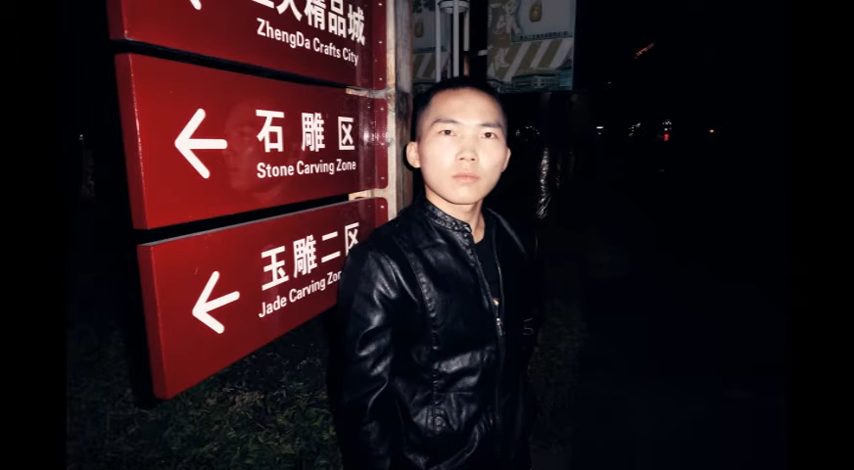 精品城
ZhengDa Crafts City
石雕区
Stone Carving Zone
玉雕二区
Jade Carving